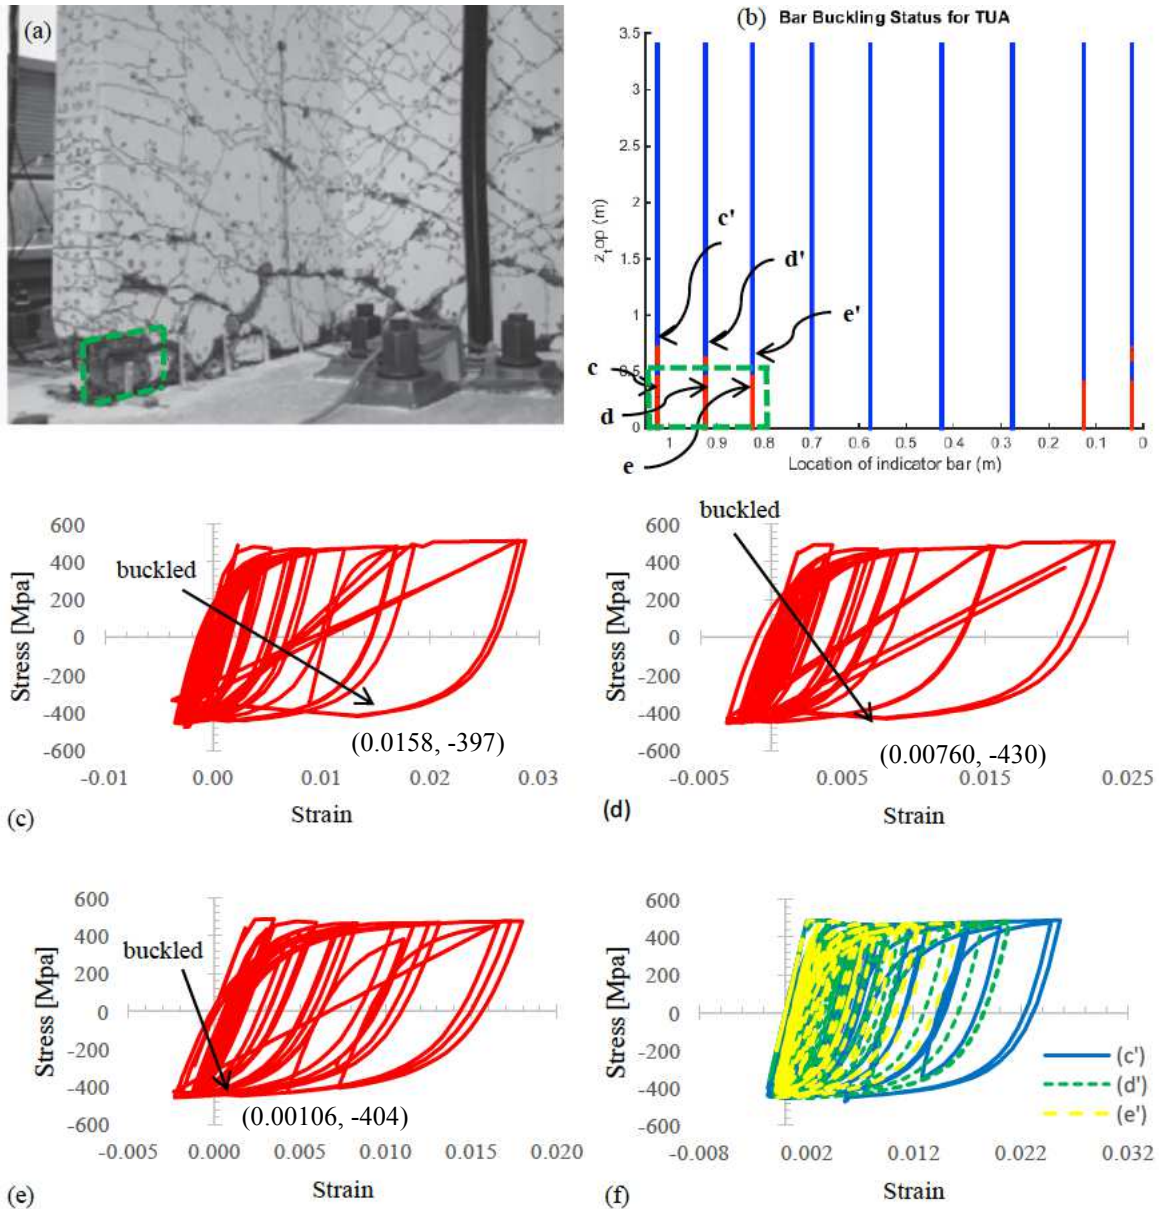 (a)
(b) Bar Buckling Status for TUA
3.5
3
2.5
2
1.5
1
0.5
0
z_top (m)
c'
d'
e'
c
d
e
1 0.9 0.8 0.7 0.6 0.5 0.4 0.3 0.2 0.1 0
Location of indicator bar (m)
600
400
200
0
-200
-400
-600
Stress [Mpa]
buckled
(0.0158, -397)
-0.01 0.00 0.01 0.02 0.03
Strain
(c)
buckled
600
400
200
0
-200
-400
-600
Stress [Mpa]
(0.00760, -430)
-0.005 0.005 0.015 0.025
Strain
(d)
600
400
200
0
-200
-400
-600
Stress [Mpa]
buckled
(0.00106, -404)
-0.005 0.000 0.005 0.010 0.015 0.020
Strain
(e)
600
400
200
0
-200
-400
-600
Stress [Mpa]
(c')
(d')
(e')
-0.008 0.002 0.012 0.022 0.032
Strain
(f)